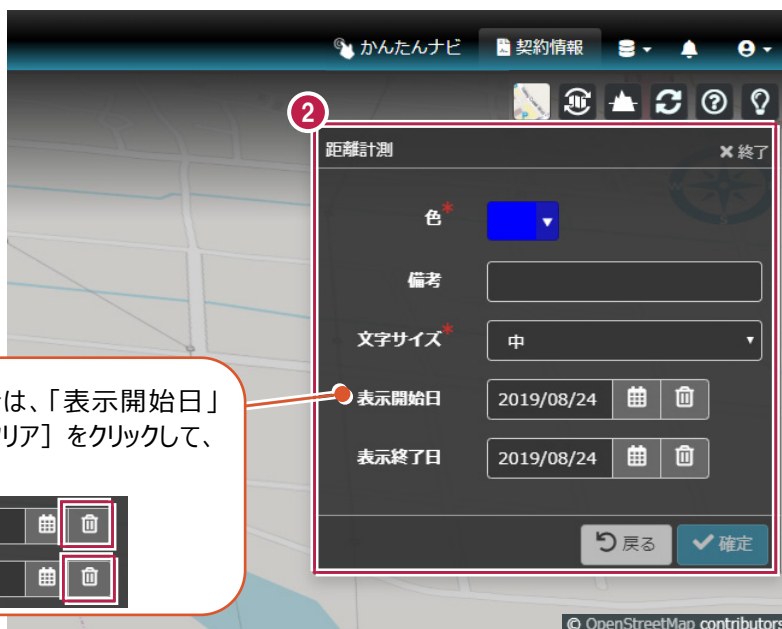 かんたんナビ 契約情報
2
距離計測 ×終了
色*
備考
文字サイズ* 中
表示開始日 2019/08/24
表示終了日 2019/08/24
戻る 確定
は、「表示開始日」
リア］をクリックして、
© OpenStreetMap contributors